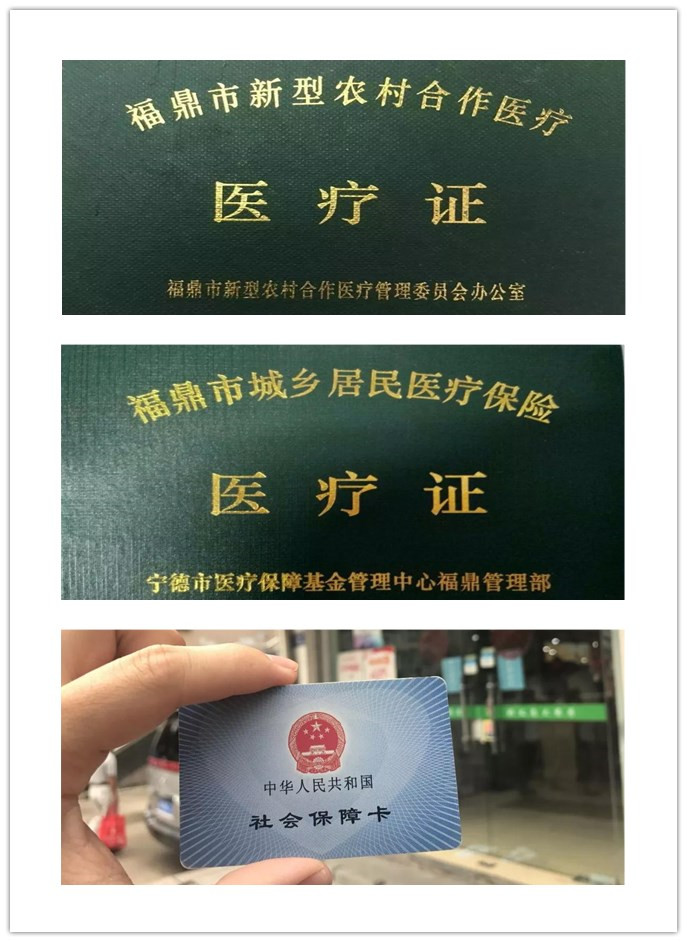 福鼎市新型农村合作医疗
医疗证
福鼎市新型农村合作医疗管理委员会办公室
福鼎市城乡居民医疗保险
医疗证
宁德市医疗保障基金管理中心福鼎管理部
中华人民共和国
社会保障卡